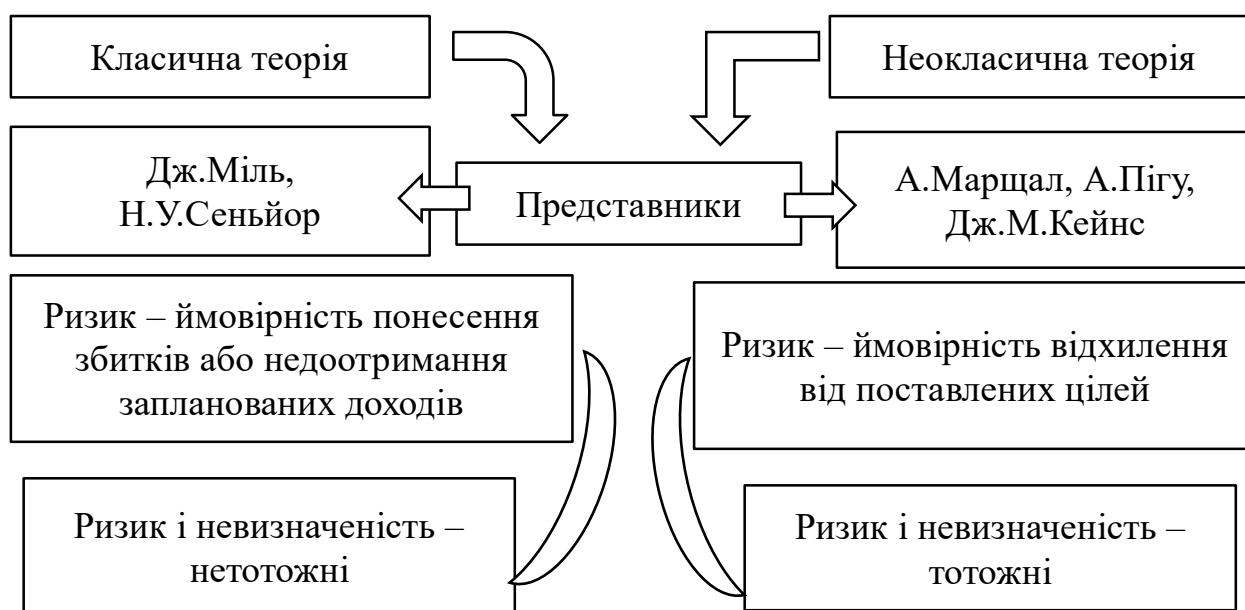 Класична теорія
Неокласична теорія
Дж.Міль,
Н.У.Сеньйор
Представники
А.Марщал, А.Пігу,
Дж.М.Кейнс
Ризик – ймовірність понесення
збитків або недоотримання
запланованих доходів
Ризик – ймовірність відхилення
від поставлених цілей
Ризик і невизначеність –
нетотожні
Ризик і невизначеність –
тотожні